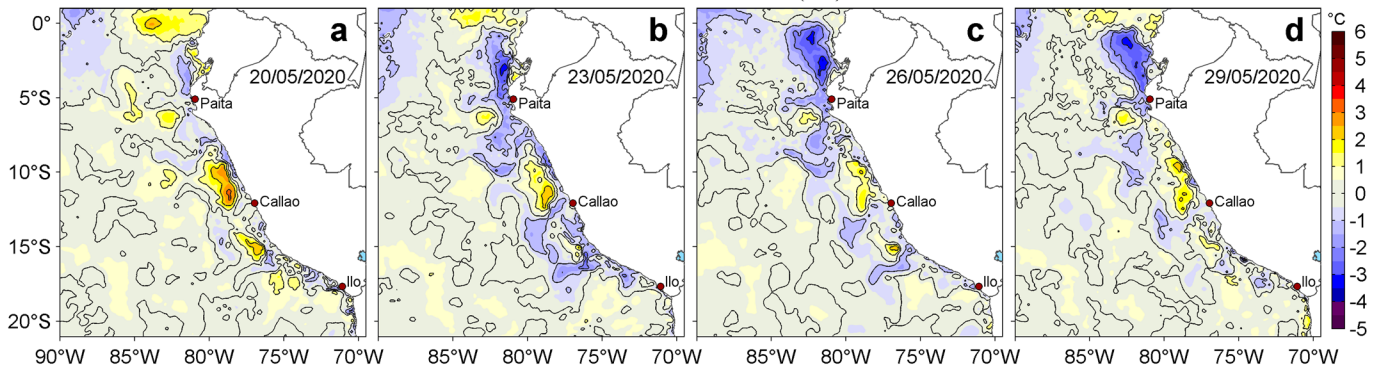 a
b
c
d
°C
20/05/2020
23/05/2020
26/05/2020
29/05/2020
Paita
Paita
Paita
Paita
Callao
Callao
Callao
Callao
Ilo
Ilo
Ilo
Ilo
0°
5°S
10°S
15°S
20°S
90°W 85°W 80°W 75°W 70°W
85°W 80°W 75°W 70°W
85°W 80°W 75°W 70°W
85°W 80°W 75°W 70°W
6
5
4
3
2
1
0
-1
-2
-3
-4
-5